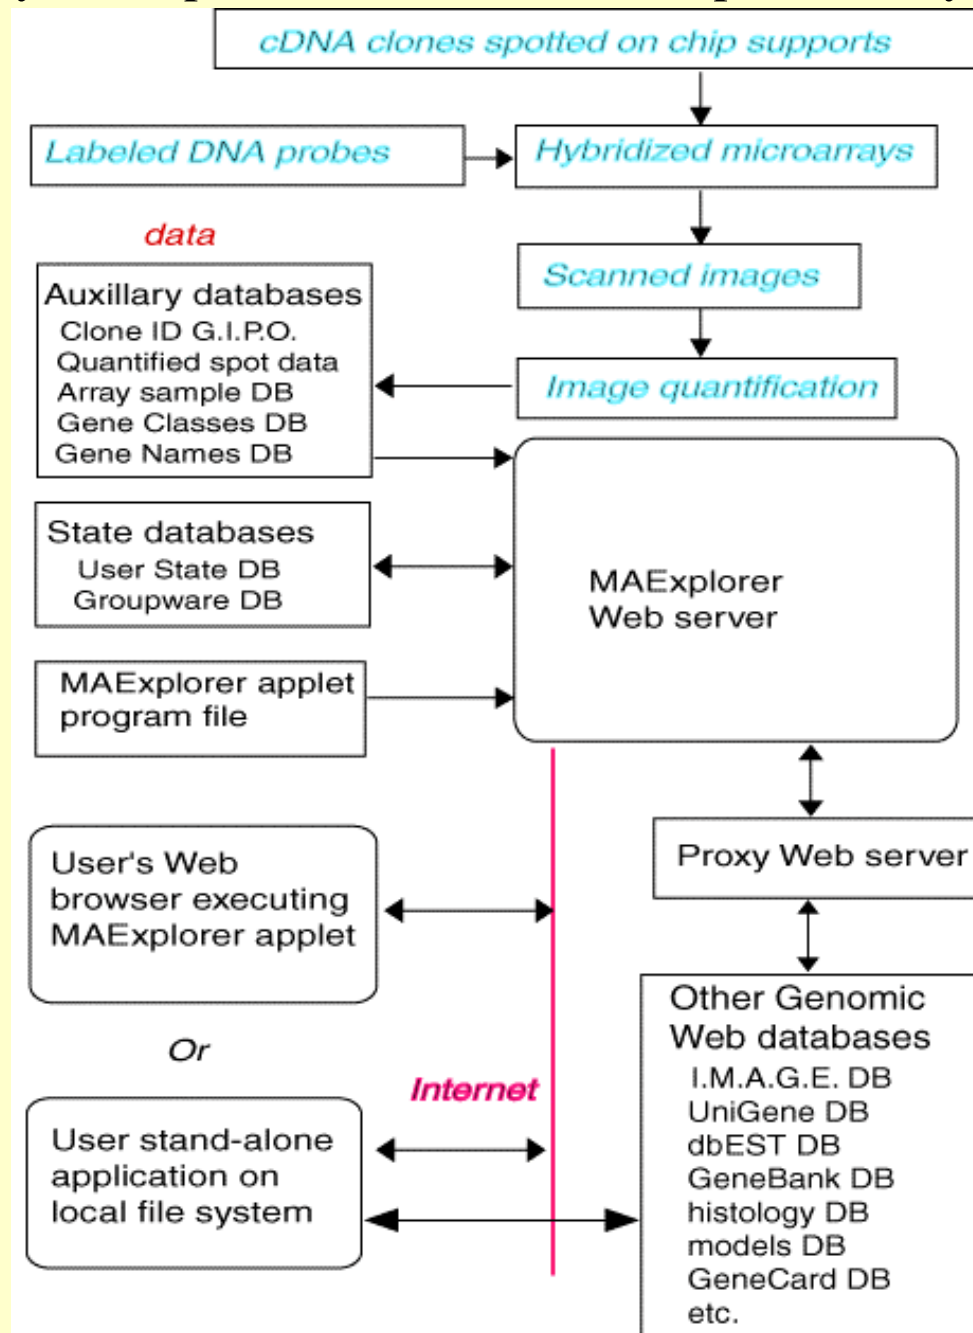 cDNA clones spotted on chip supports
Labeled DNA probes
Hybridized microarrays
data
Scanned images
Auxillary databases
Clone ID G.I.P.O.
Quantified spot data
Array sample DB
Gene Classes DB
Gene Names DB
Image quantification
State databases
User State DB
Groupware DB
MAExplorer
Web server
MAExplorer applet
program file
User's Web
browser executing
MAExplorer applet
Proxy Web server
Or
Internet
User stand-alone
application on
local file system
Other Genomic
Web databases
I.M.A.G.E. DB
UniGene DB
dbEST DB
GeneBank DB
histology DB
models DB
GeneCard DB
etc.